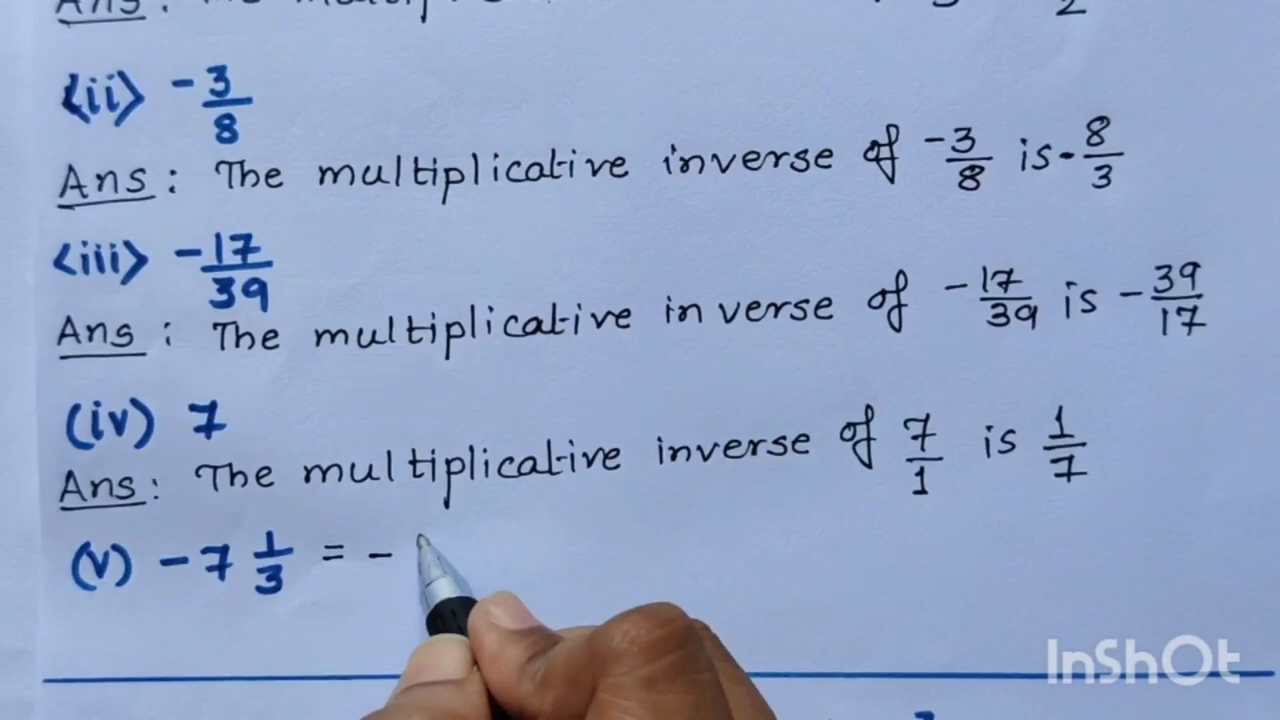 Ans: The
⟨ii⟩ -3/8
Ans: The multiplicative inverse of -3/8 is -8/3
⟨iii⟩ -17/39
Ans: The multiplicative inverse of -17/39 is -39/17
(iv) 7
Ans: The multiplicative inverse of 7/1 is 1/7
(v) -7 1/3 = -
InShOt